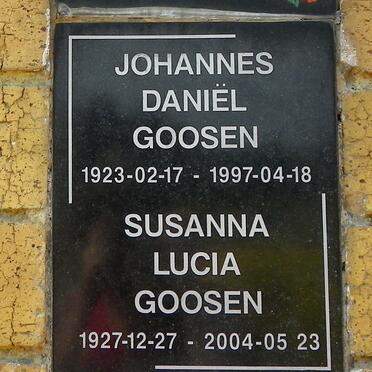 JOHANNES
DANIËL
GOOSEN
1923-02-17 - 1997-04-18
SUSANNA
LUCIA
GOOSEN
1927-12-27 - 2004-05 23